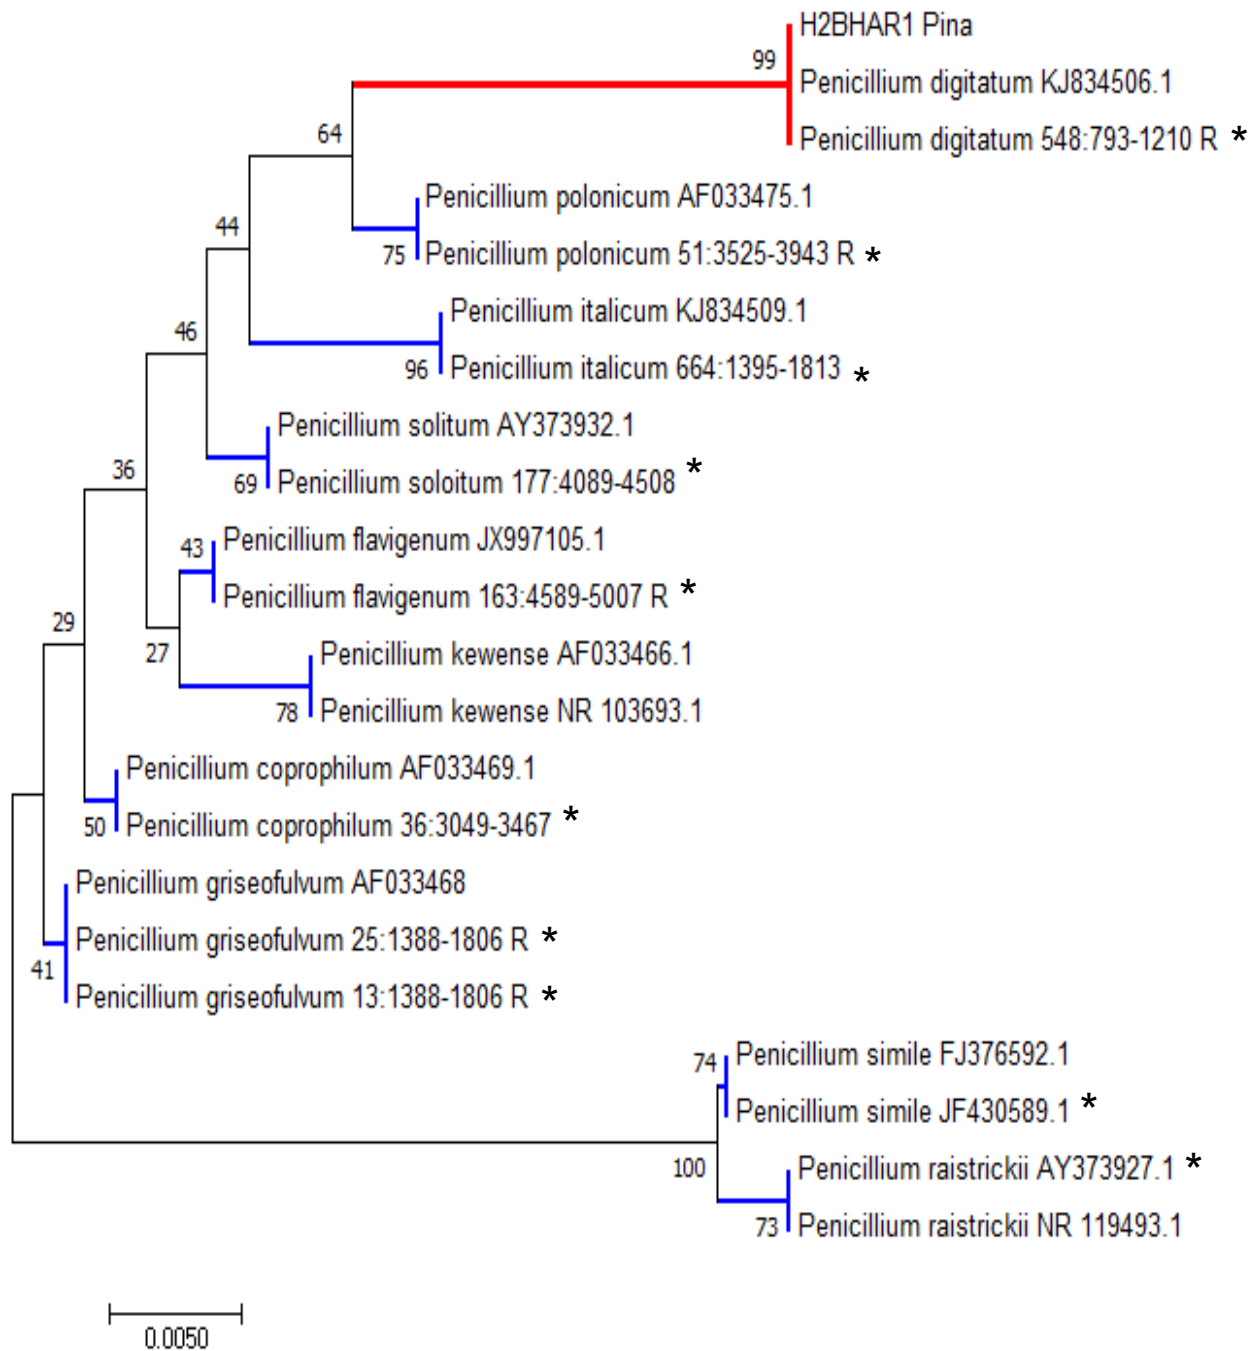 H2BHAR1 Pina
99
Penicillium digitatum KJ834506.1
Penicillium digitatum 548:793-1210 R *
64
Penicillium polonicum AF033475.1
44
75 Penicillium polonicum 51:3525-3943 R *
Penicillium italicum KJ834509.1
46
96 Penicillium italicum 664:1395-1813 *
Penicillium solitum AY373932.1
36
69 Penicillium soloitum 177:4089-4508 *
43 Penicillium flavigenum JX997105.1
Penicillium flavigenum 163:4589-5007 R *
29
27 Penicillium kewense AF033466.1
78 Penicillium kewense NR 103693.1
Penicillium coprophilum AF033469.1
50 Penicillium coprophilum 36:3049-3467 *
Penicillium griseofulvum AF033468
Penicillium griseofulvum 25:1388-1806 R *
41
Penicillium griseofulvum 13:1388-1806 R *
74 Penicillium simile FJ376592.1
Penicillium simile JF430589.1 *
100 Penicillium raistrickii AY373927.1 *
73 Penicillium raistrickii NR 119493.1
0.0050